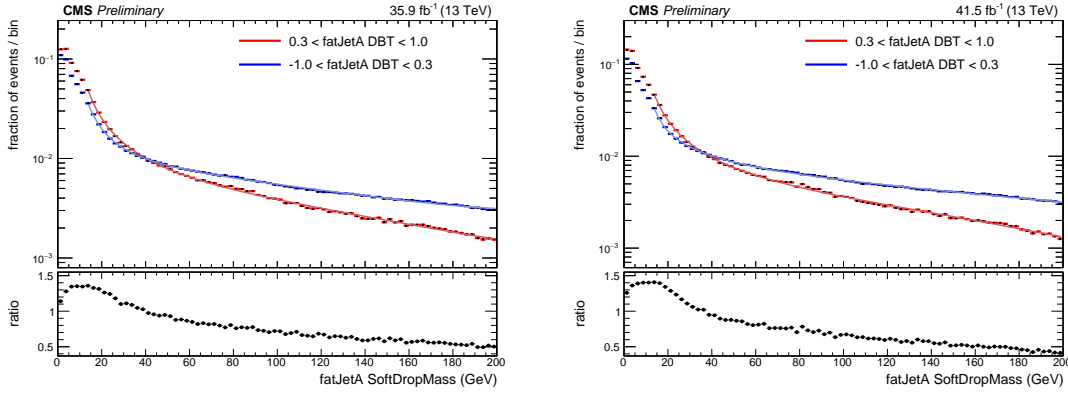 CMS Preliminary 35.9 fb⁻¹ (13 TeV)
fraction of events / bin
10⁻¹
10⁻²
10⁻³
0.3 < fatJetA DBT < 1.0
-1.0 < fatJetA DBT < 0.3
ratio
1.5
1
0.5
0 20 40 60 80 100 120 140 160 180 200
fatJetA SoftDropMass (GeV)
CMS Preliminary 41.5 fb⁻¹ (13 TeV)
fraction of events / bin
10⁻¹
10⁻²
10⁻³
0.3 < fatJetA DBT < 1.0
-1.0 < fatJetA DBT < 0.3
ratio
1.5
1
0.5
0 20 40 60 80 100 120 140 160 180 200
fatJetA SoftDropMass (GeV)